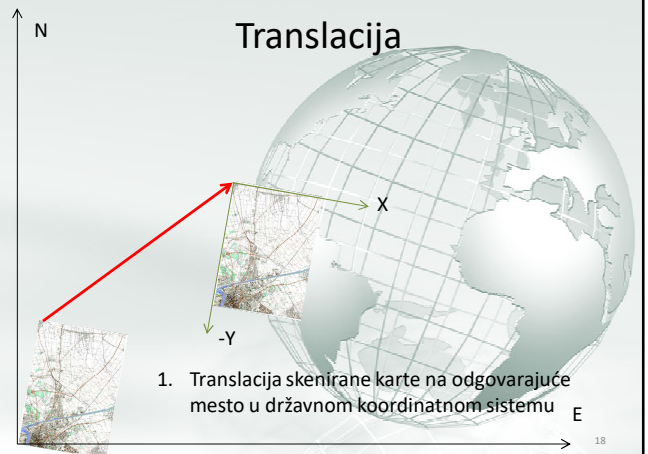 N
Translacija
X
-Y
1. Translacija skenirane karte na odgovarajuće
mesto u državnom koordinatnom sistemu
E
18